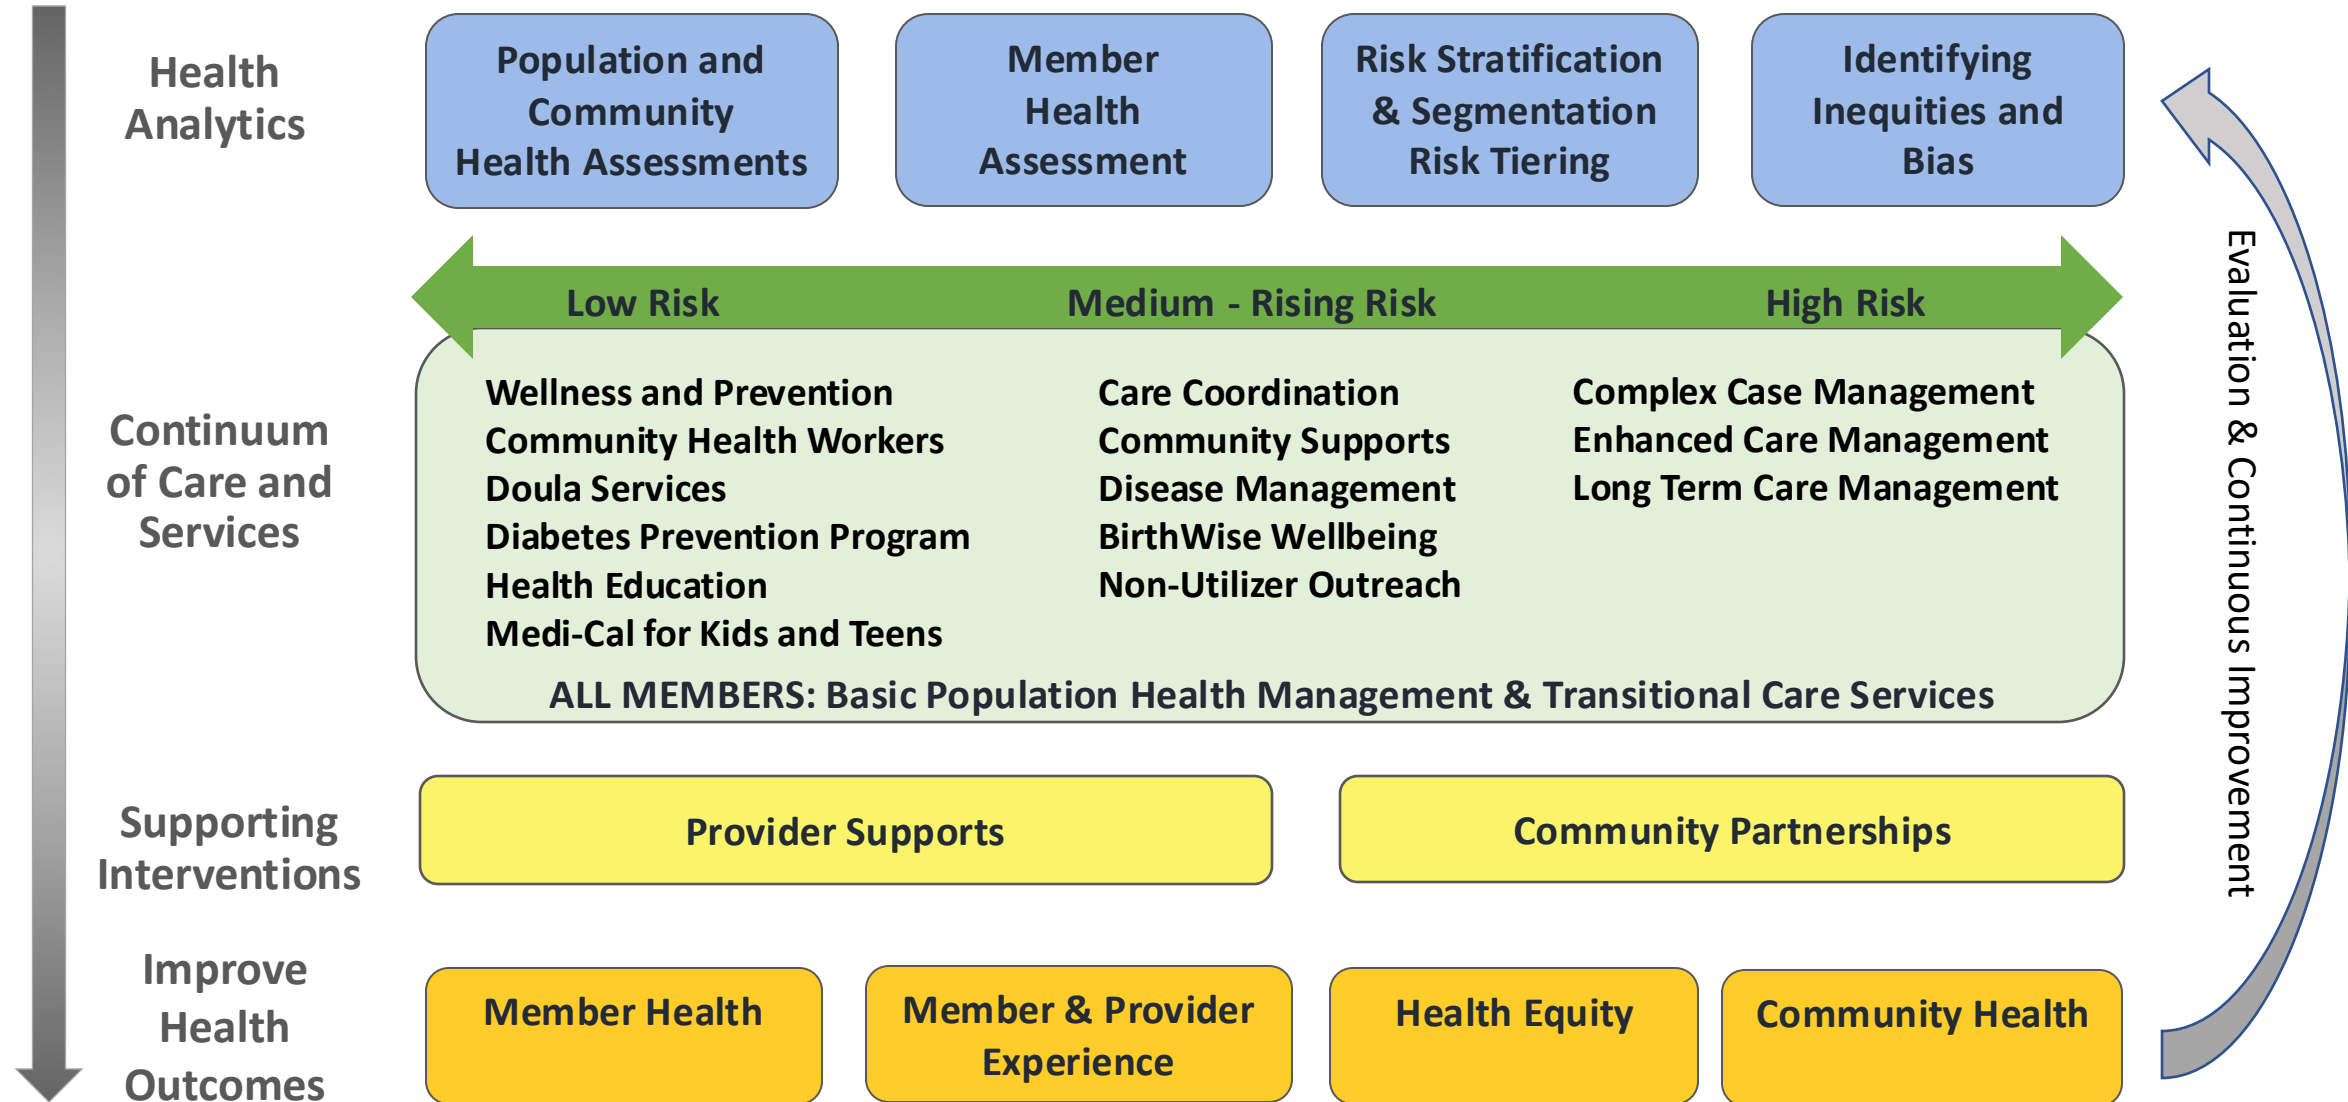 Health
Analytics
Population and
Community
Health Assessments
Member
Health
Assessment
Risk Stratification
& Segmentation
Risk Tiering
Identifying
Inequities and
Bias
Low Risk
Medium - Rising Risk
High Risk
Continuum
of Care and
Services
Wellness and Prevention
Community Health Workers
Doula Services
Diabetes Prevention Program
Health Education
Medi-Cal for Kids and Teens
Care Coordination
Community Supports
Disease Management
BirthWise Wellbeing
Non-Utilizer Outreach
Complex Case Management
Enhanced Care Management
Long Term Care Management
ALL MEMBERS: Basic Population Health Management & Transitional Care Services
Supporting
Interventions
Provider Supports
Community Partnerships
Improve
Health
Outcomes
Member Health
Member & Provider
Experience
Health Equity
Community Health
Evaluation & Continuous Improvement